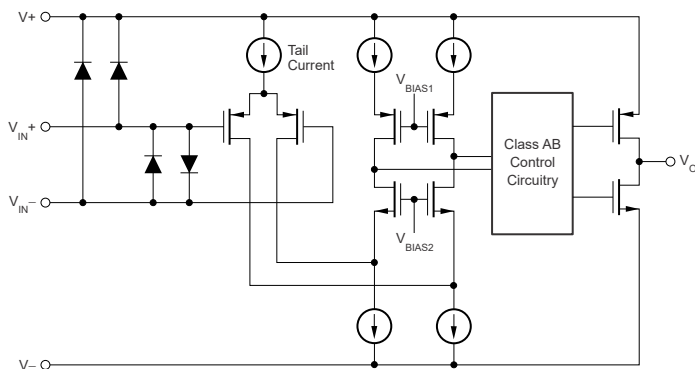 V+
Tail
Current
VBIAS1
VIN+
Class AB
Control
Circuitry
VO
VIN−
VBIAS2
V−